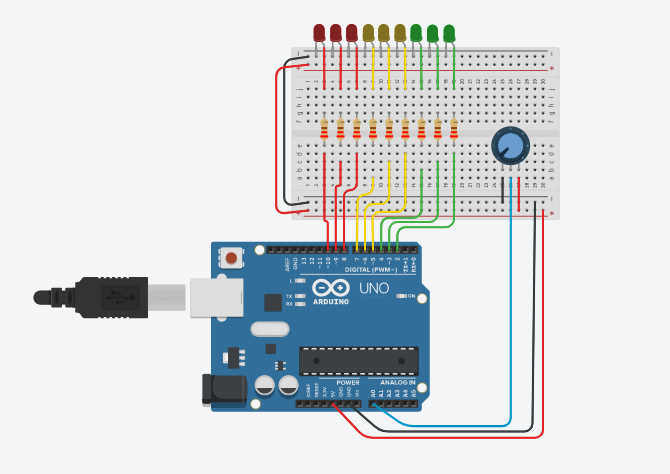 AREF
GND
13
12
~11
~10
~9
8
7
~6
~5
4
~3
2
TX→1
RX←0
DIGITAL (PWM~)
L
TX
RX
UNO
ON
ARDUINO
POWER
ANALOG IN
IOREF
RESET
3.3V
5V
GND
GND
Vin
A0
A1
A2
A3
A4
A5